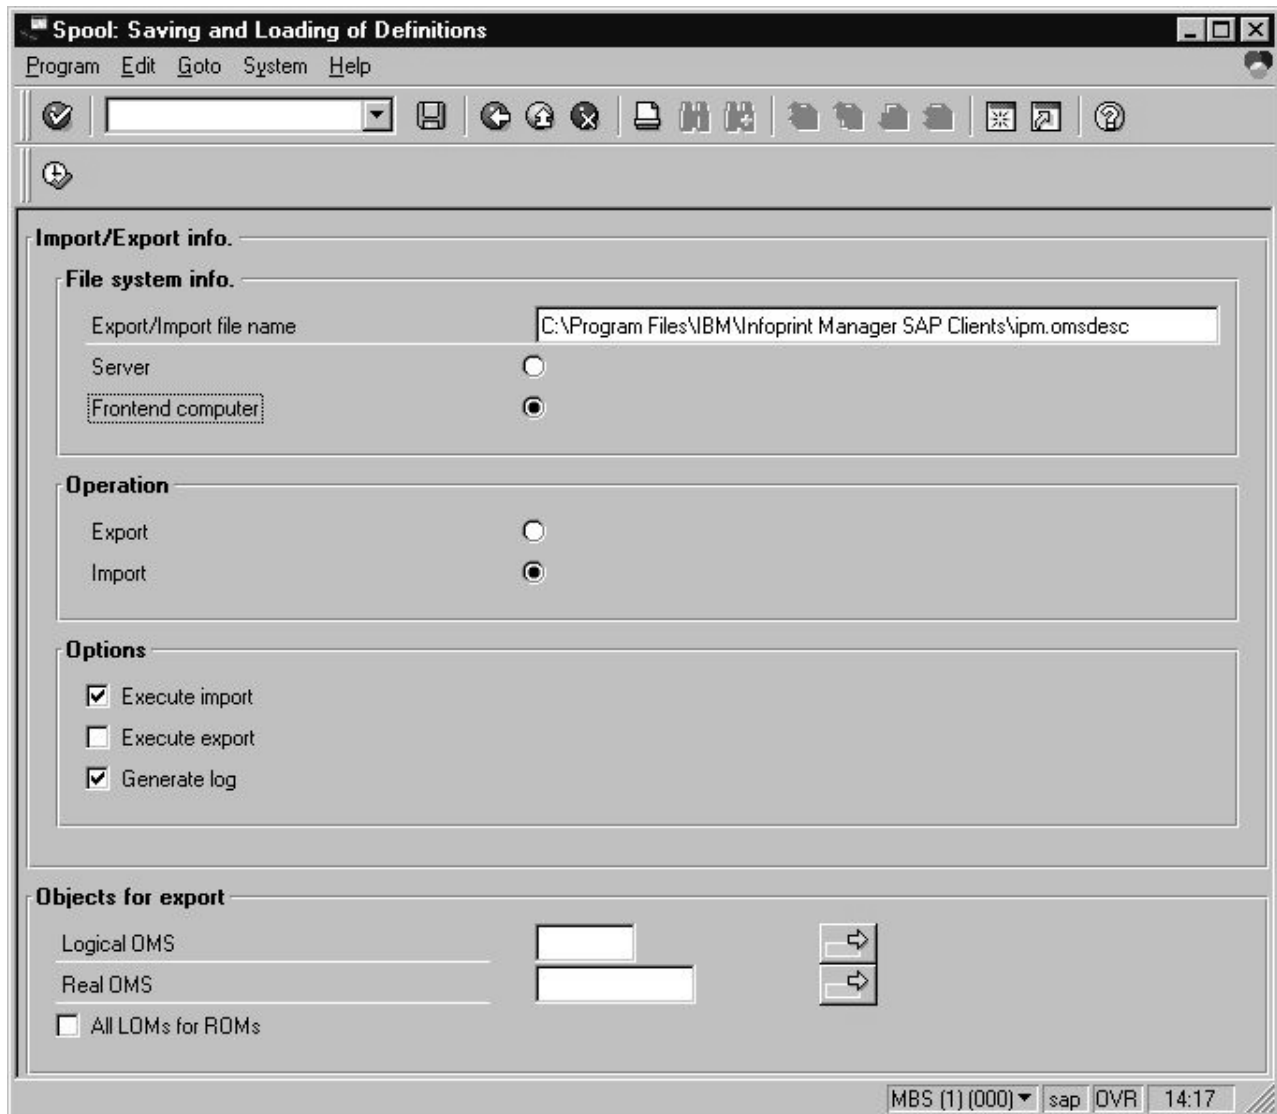 Spool: Saving and Loading of Definitions
Program Edit Goto System Help
Import/Export info.
File system info.
Export/Import file name C:\Program Files\IBM\Infoprint Manager SAP Clients\ipm.omsdesc
Server
Frontend computer
Operation
Export
Import
Options
Execute import
Execute export
Generate log
Objects for export
Logical OMS
Real OMS
All LOMs for ROMs
MBS (1) (000) sap OVR 14:17